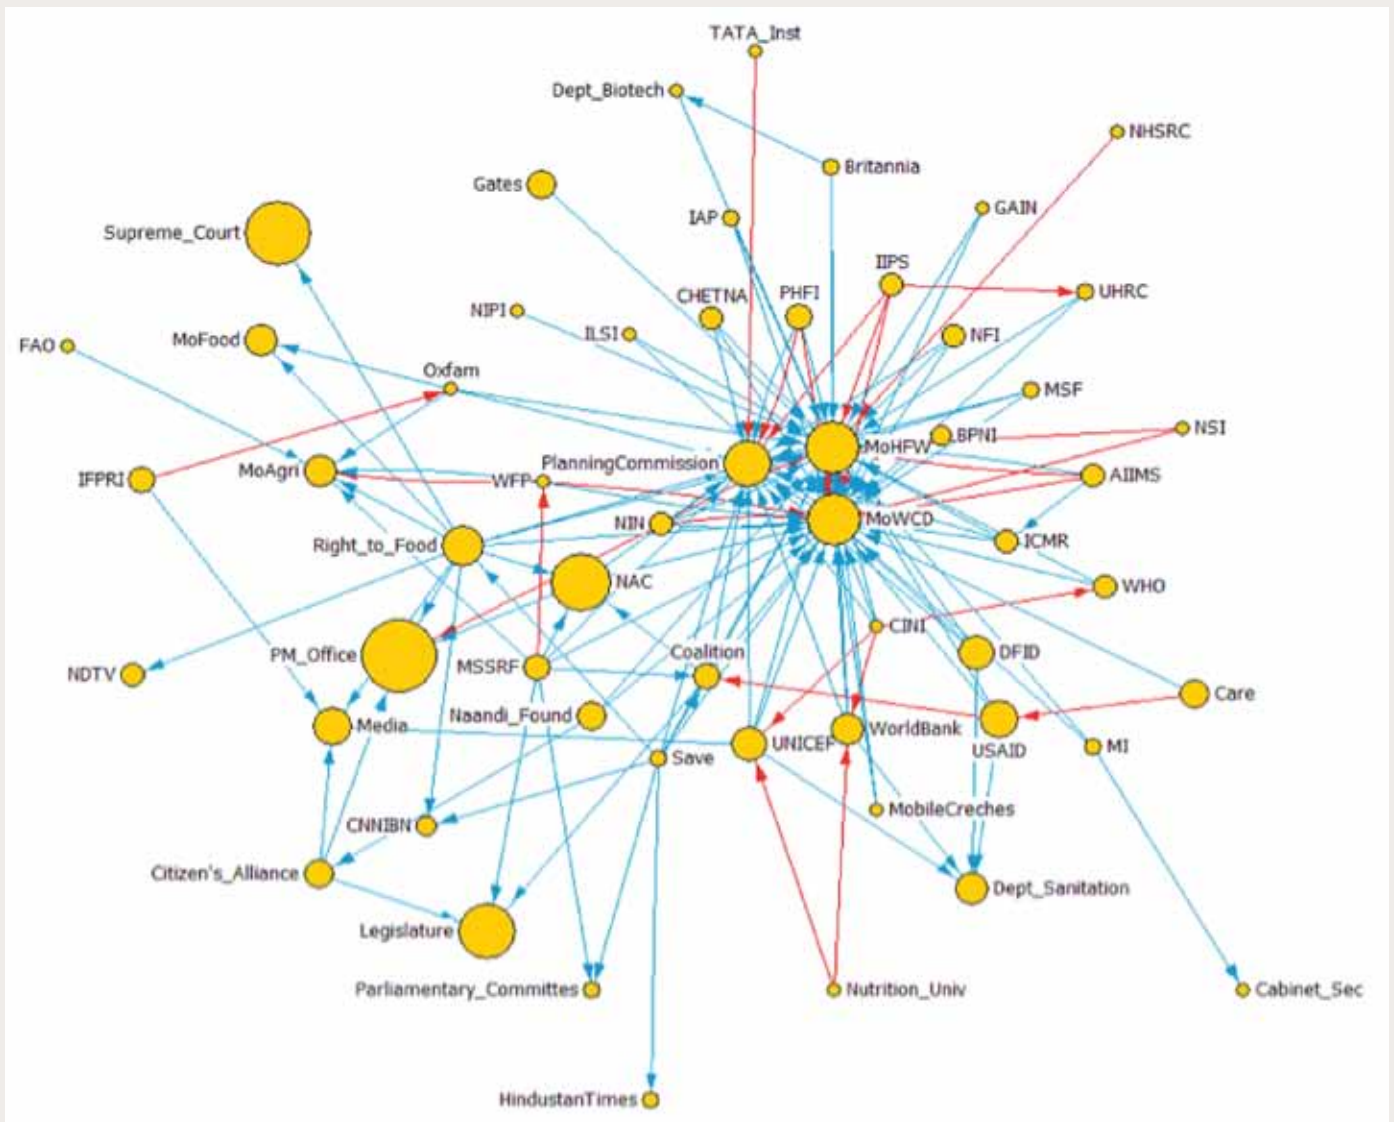 TATA_Inst
Dept_Biotech
NHSRC
Britannia
Gates
GAIN
IAP
Supreme_Court
IIPS
UHRC
CHETNA
PHFI
NIPI
ILSI
NFI
MoFood
FAO
Oxfam
MSF
NSI
BPNI
MoHFW
PlanningCommission
MoAgri
IFPRI
WFP
AIIMS
NIN
MoWCD
Right_to_Food
ICMR
NAC
WHO
CINI
PM_Office
Coalition
DFID
NDTV
MSSRF
Care
Naandi_Found
Media
WorldBank
UNICEF
USAID
MI
Save
MobileCreches
CNNIBN
Citizen's_Alliance
Dept_Sanitation
Legislature
Parliamentary_Committes
Nutrition_Univ
Cabinet_Sec
HindustanTimes